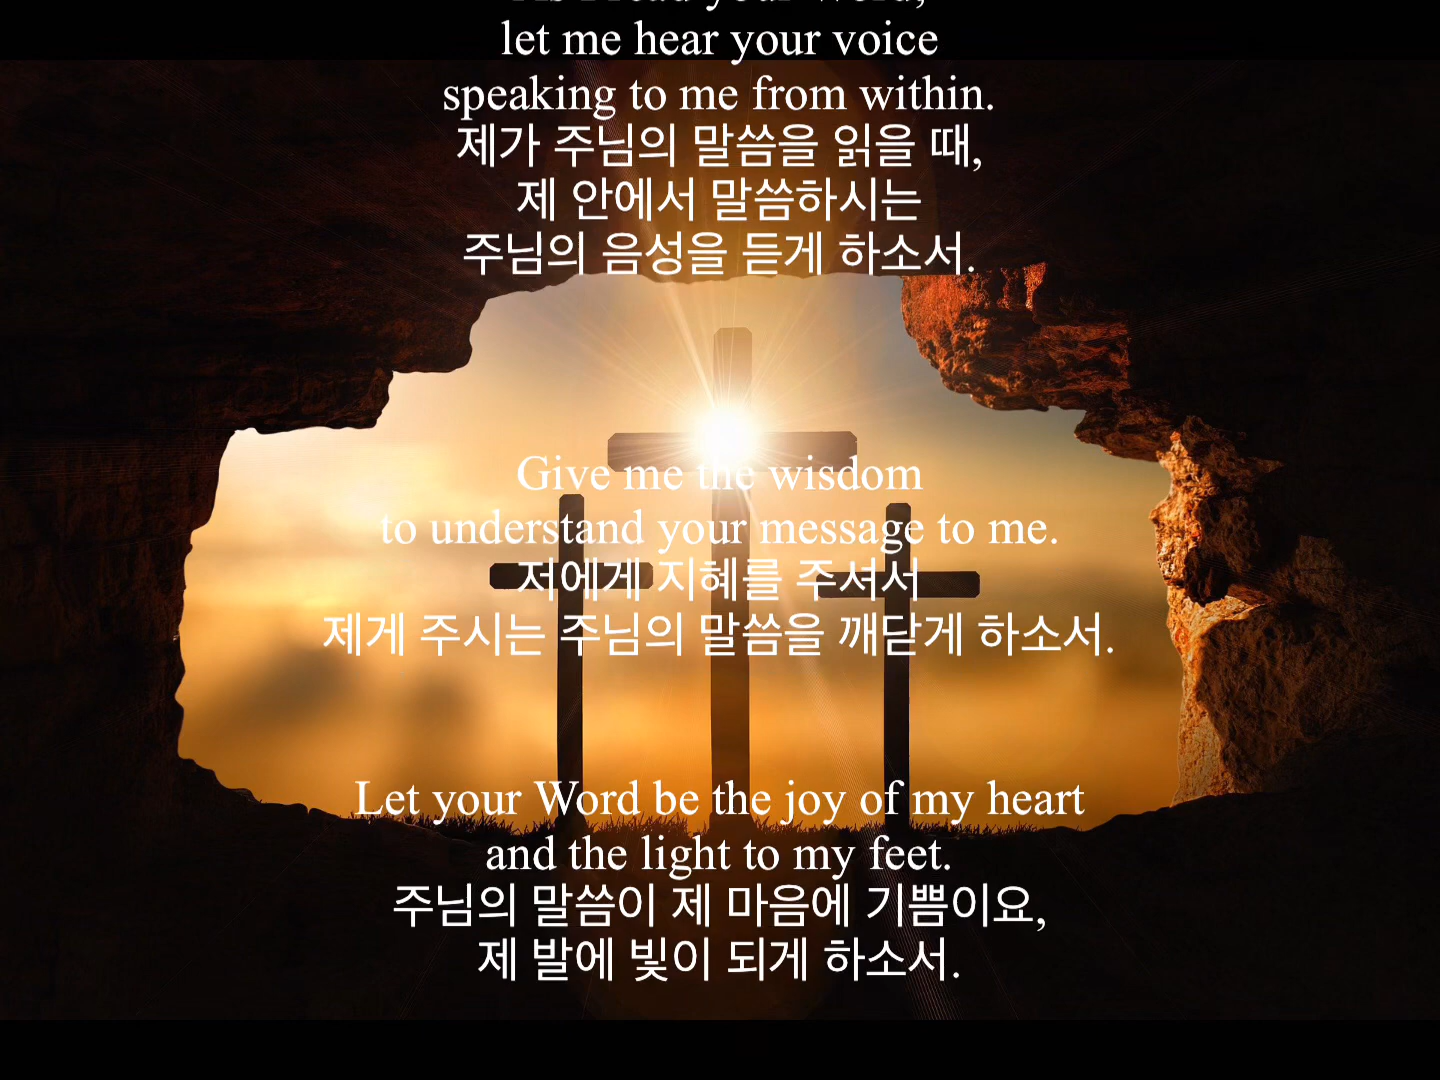 As I read your Word,
let me hear your voice
speaking to me from within.
제가 주님의 말씀을 읽을 때,
제 안에서 말씀하시는
주님의 음성을 듣게 하소서.
Give me the wisdom
to understand your message to me.
저에게 지혜를 주셔서
제게 주시는 주님의 말씀을 깨닫게 하소서.
Let your Word be the joy of my heart
and the light to my feet.
주님의 말씀이 제 마음에 기쁨이요,
제 발에 빛이 되게 하소서.